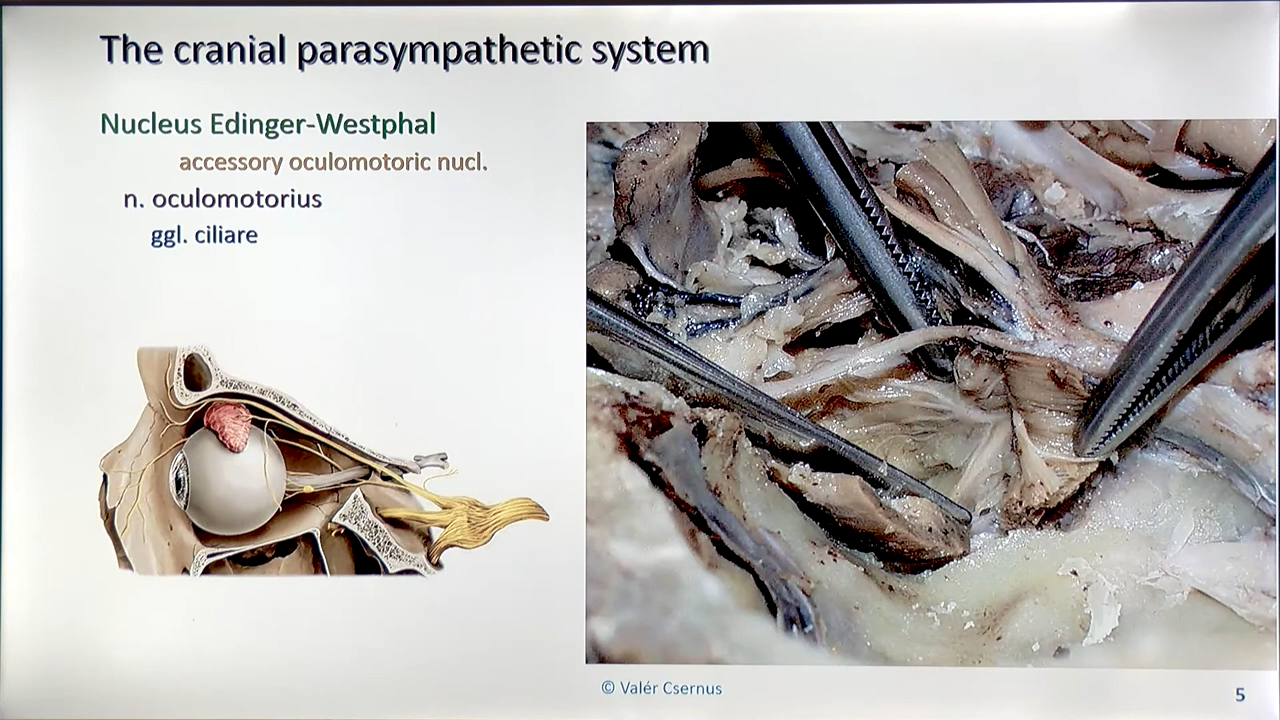 The cranial parasympathetic system
Nucleus Edinger-Westphal
accessory oculomotoric nucl.
n. oculomotorius
ggl. ciliare
© Valér Csernus
5